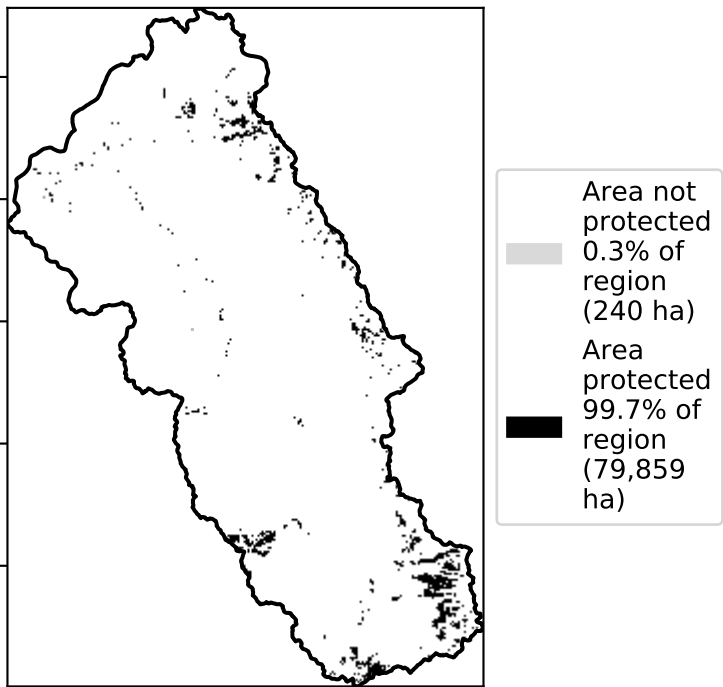 Area not
protected
0.3% of
region
(240 ha)
Area
protected
99.7% of
region
(79,859
ha)